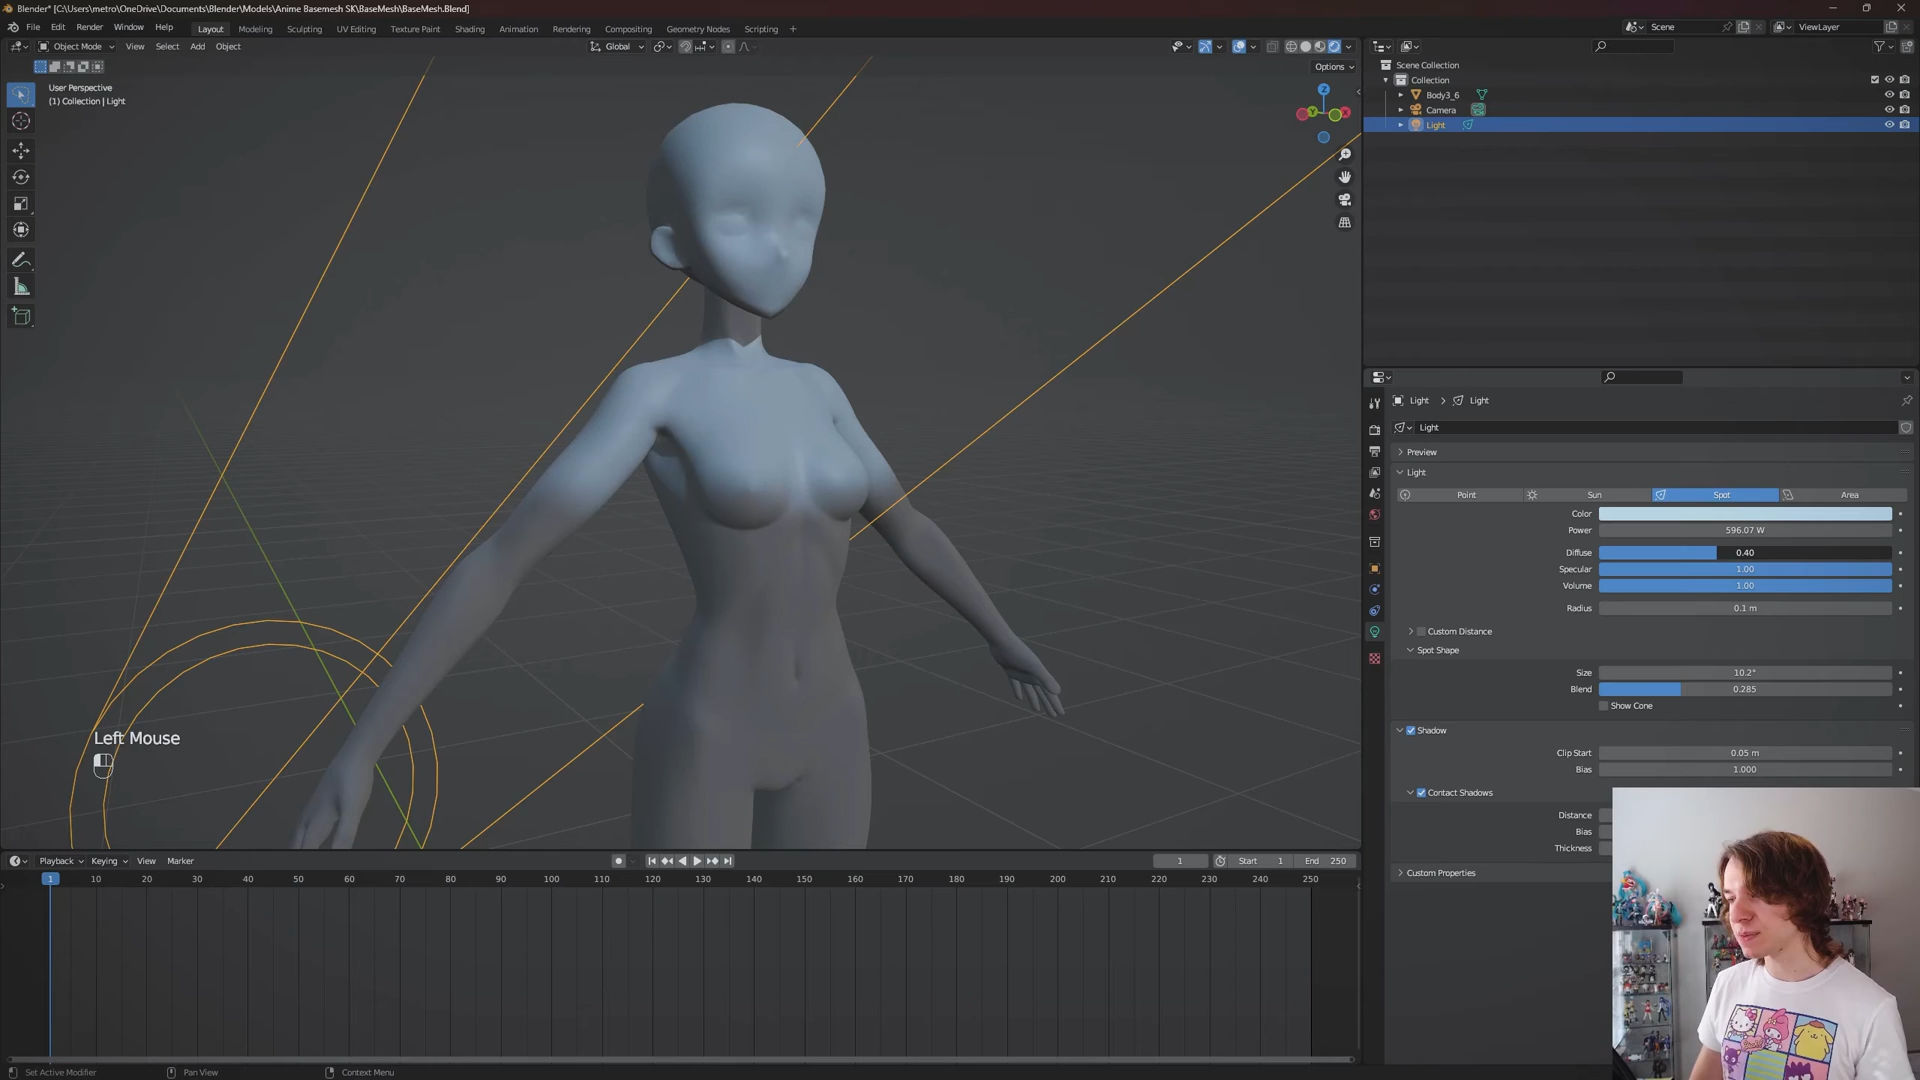 Blender* [C:\Users\metro\OneDrive\Documents\Blender\Models\Anime Basemesh SK\BaseMesh\BaseMesh.Blend]
File Edit Render Window Help Layout Modeling Sculpting UV Editing Texture Paint Shading Animation Rendering Compositing Geometry Nodes Scripting + Scene ViewLayer
Object Mode View Select Add Object Global
Options
User Perspective
(1) Collection | Light
Z
Y
X
Left Mouse
Scene Collection
Collection
Body3_6
Camera
Light
Light > Light
Light
Preview
Light
Point Sun Spot Area
Color
Power 596.07 W
Diffuse 0.40
Specular 1.00
Volume 1.00
Radius 0.1 m
Custom Distance
Spot Shape
Size 10.2°
Blend 0.285
Show Cone
Shadow
Clip Start 0.05 m
Bias 1.000
Contact Shadows
Distance
Bias
Thickness
Custom Properties
Playback Keying View Marker 1 Start 1 End 250
1 10 20 30 40 50 60 70 80 90 100 110 120 130 140 150 160 170 180 190 200 210 220 230 240 250
Set Active Modifier Pan View Context Menu